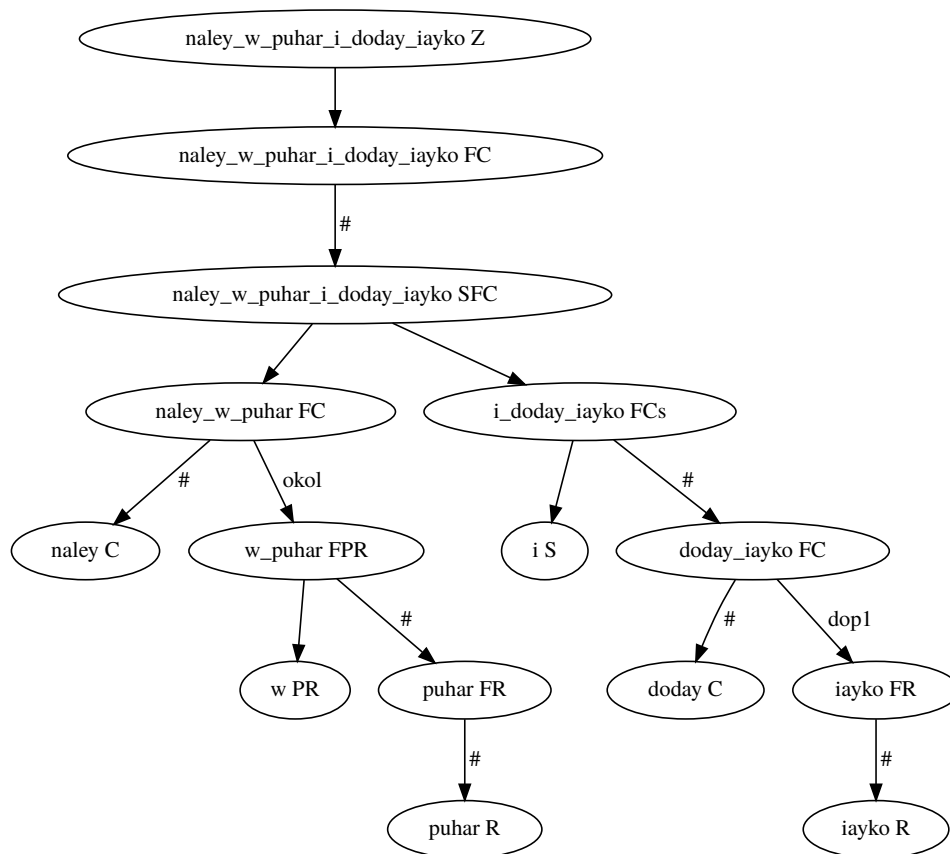 naley_w_puhar_i_doday_iayko Z
naley_w_puhar_i_doday_iayko FC
#
naley_w_puhar_i_doday_iayko SFC
naley_w_puhar FC
i_doday_iayko FCs
#
okol
#
naley C
w_puhar FPR
i S
doday_iayko FC
#
#
dop1
w PR
puhar FR
doday C
iayko FR
#
#
puhar R
iayko R